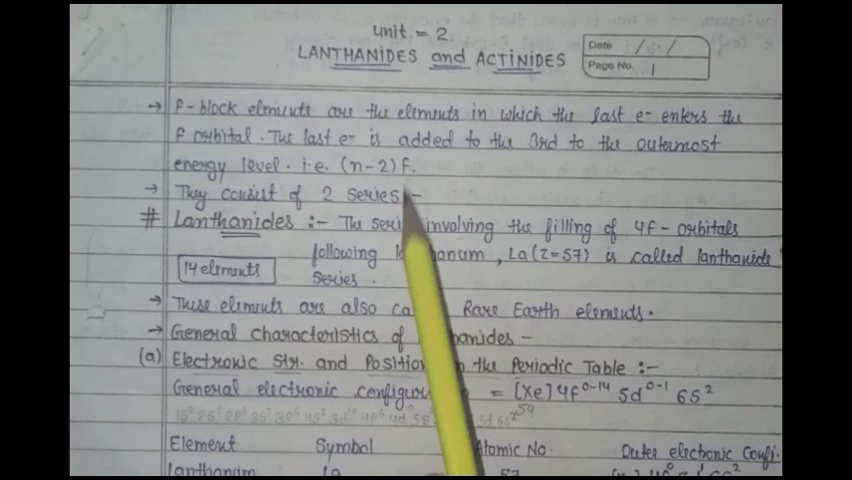 Unit = 2
LANTHANIDES and ACTINIDES
Date / /
Page No. 1
→ f-block elements are the elements in which the last e- enters the
f orbital. The last e- is added to the 3rd to the outermost
energy level. i.e. (n-2)f.
→ They consist of 2 series
# Lanthanides :- The involving the filling of 4f - orbitals
following , La(Z=57) is called lanthanide
14 elements series.
→ These elements are also Rare Earth elements.
→ General characteristics of
(a) Electronic Str. and Position the Periodic Table :-
General electronic = [Xe] 4f0-14 5d0-1 6s2
Element Symbol Atomic No. Outer electronic Confi.
Lanthanum La 57